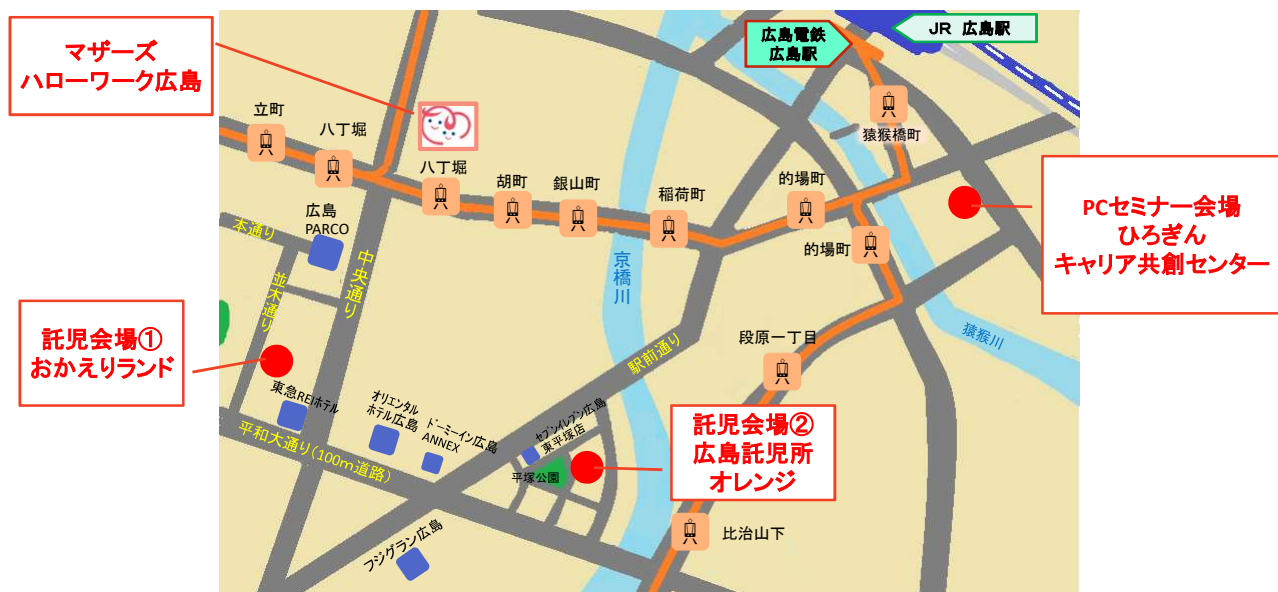 マザーズ
ハローワーク広島
広島電鉄
広島駅
JR 広島駅
立町
八丁堀
八丁堀
胡町
銀山町
稲荷町
的場町
的場町
猿猴橋町
PCセミナー会場
ひろぎん
キャリア共創センター
広島
PARCO
本通り
並木通り
中央通り
京橋川
猿猴川
駅前通り
段原一丁目
託児会場①
おかえりランド
東急REIホテル
オリエンタル
ホテル広島
ドーミーイン広島
ANNEX
セブンイレブン広島
東平塚店
平塚公園
託児会場②
広島託児所
オレンジ
平和大通り(100m道路)
フジグラン広島
比治山下